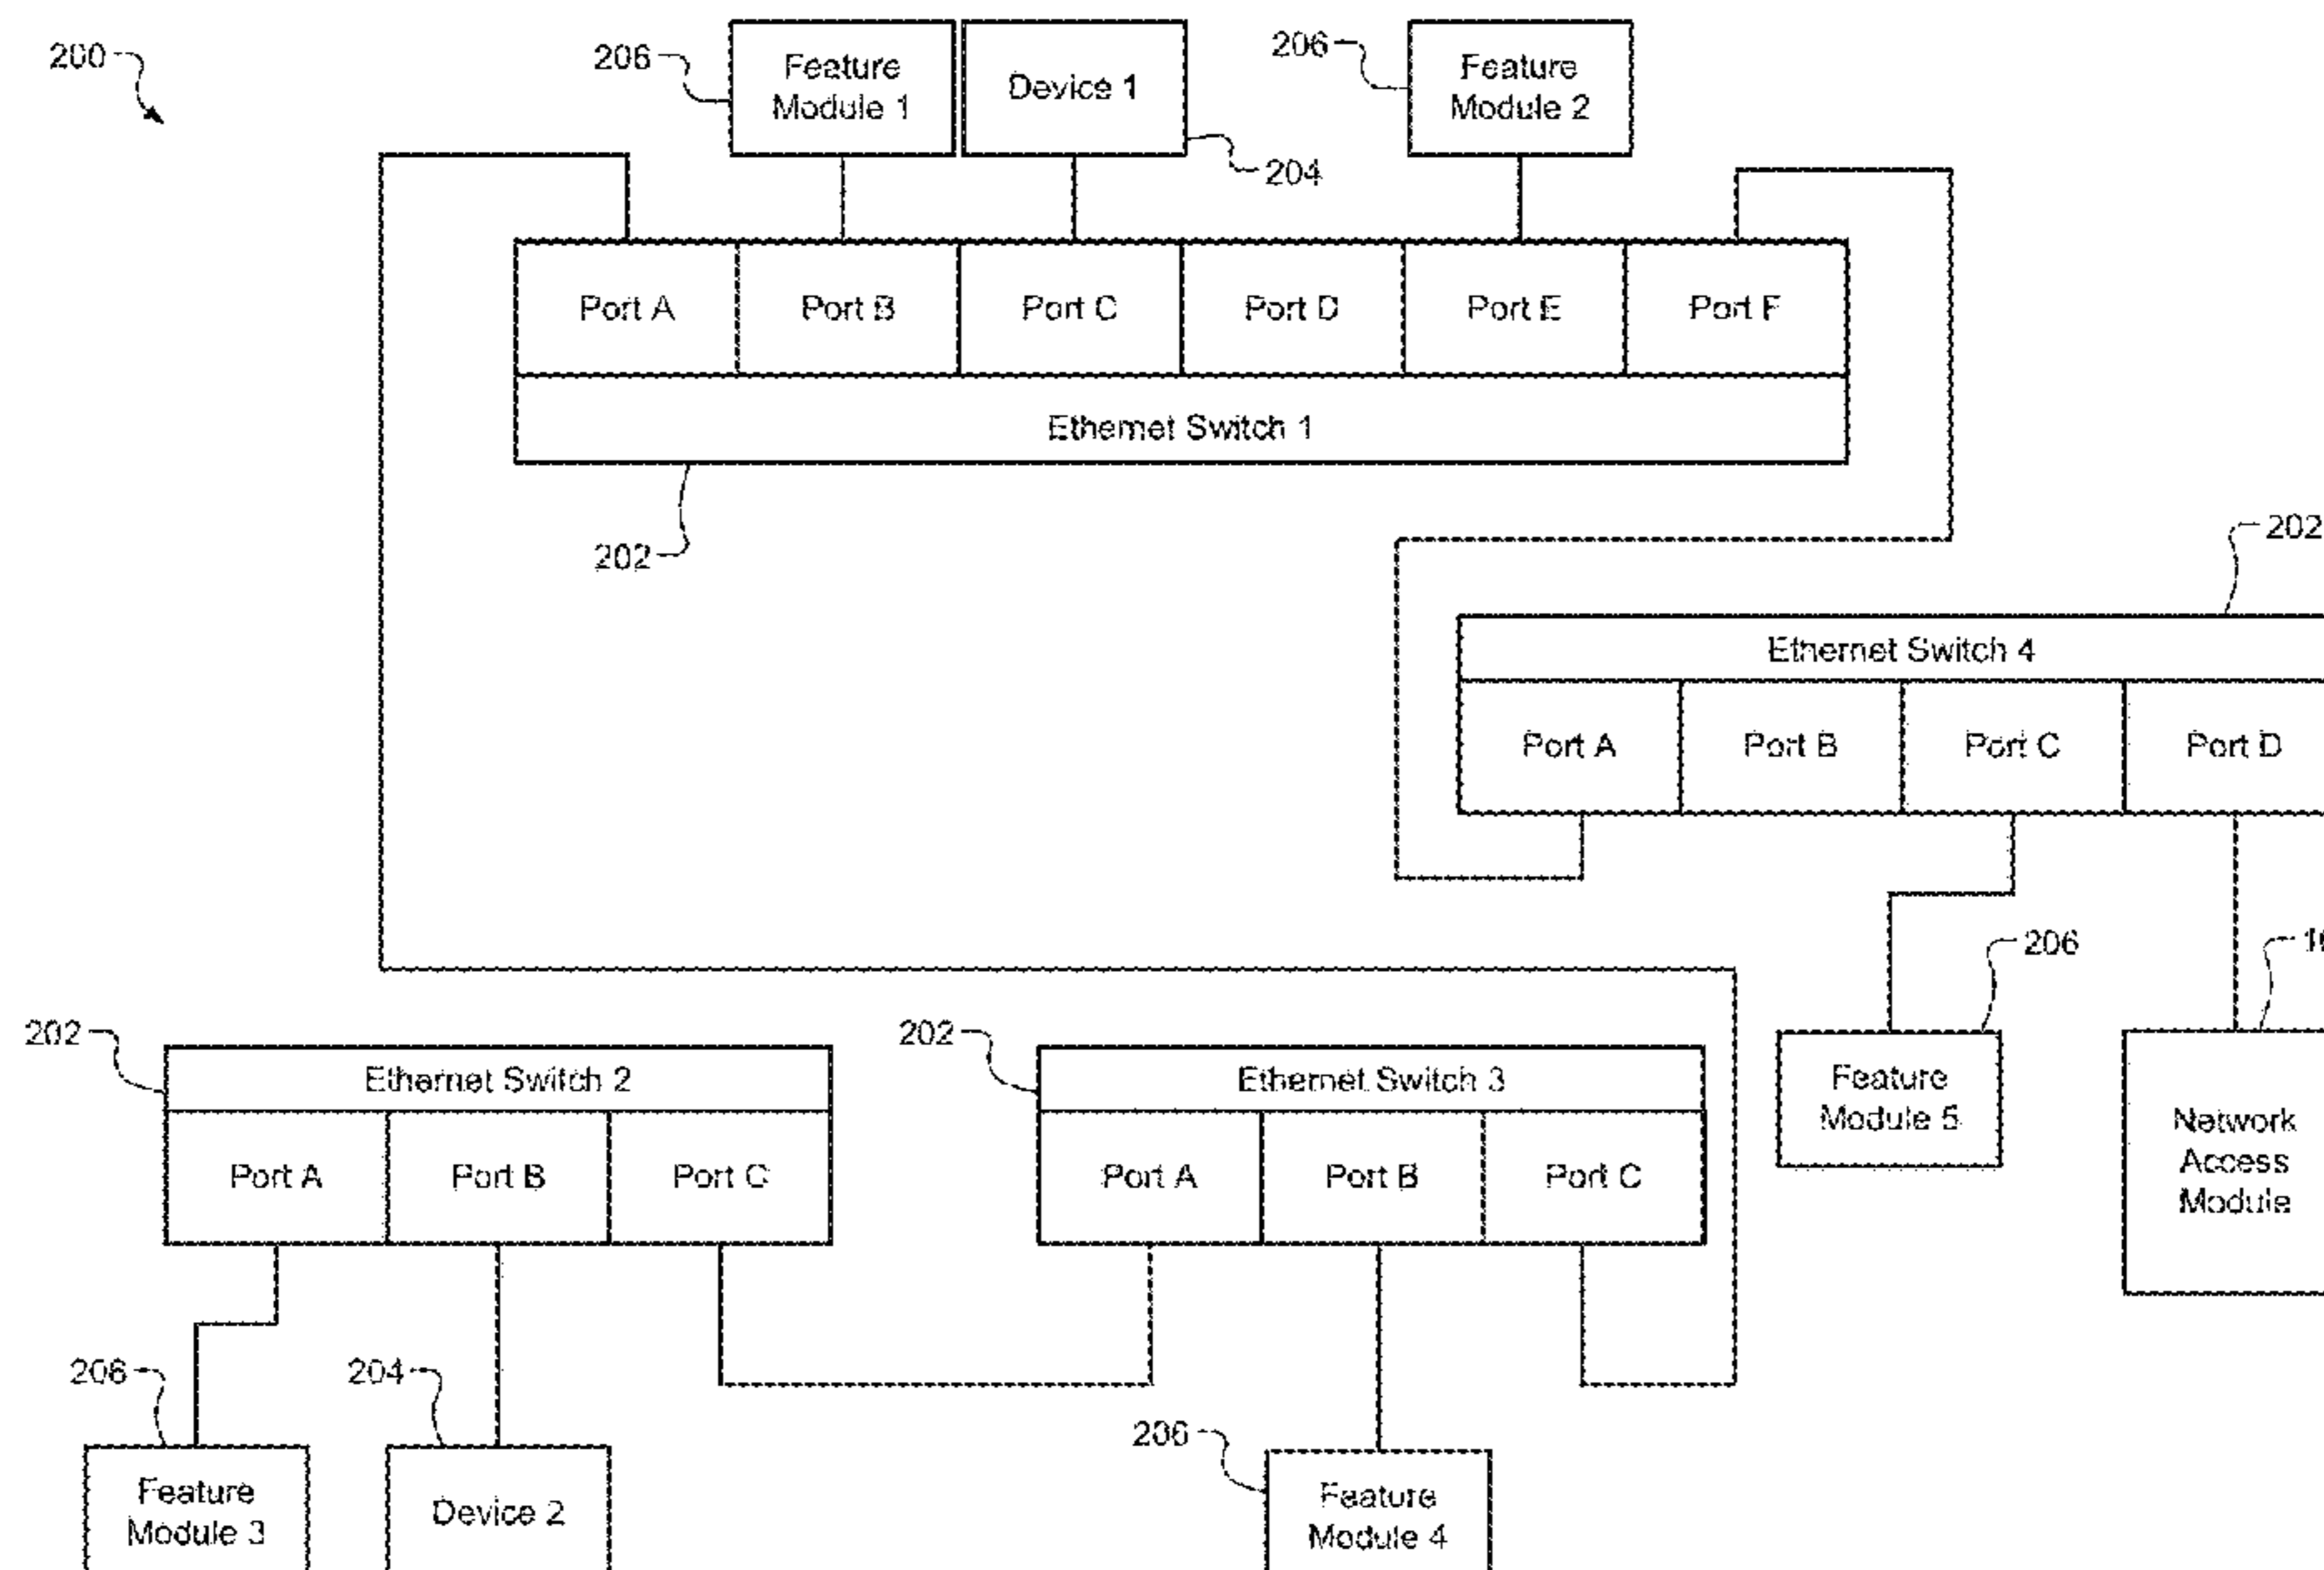 200
206
Feature
Module 1
Device 1
204
206
Feature
Module 2
Port A
Port B
Port C
Port D
Port E
Port F
Ethernet Switch 1
202
202
Ethernet Switch 4
Port A
Port B
Port C
Port D
206
Feature
Module 5
Network
Access
Module
202
Ethernet Switch 2
Port A
Port B
Port C
202
Ethernet Switch 3
Port A
Port B
Port C
206
Feature
Module 3
204
Device 2
206
Feature
Module 4